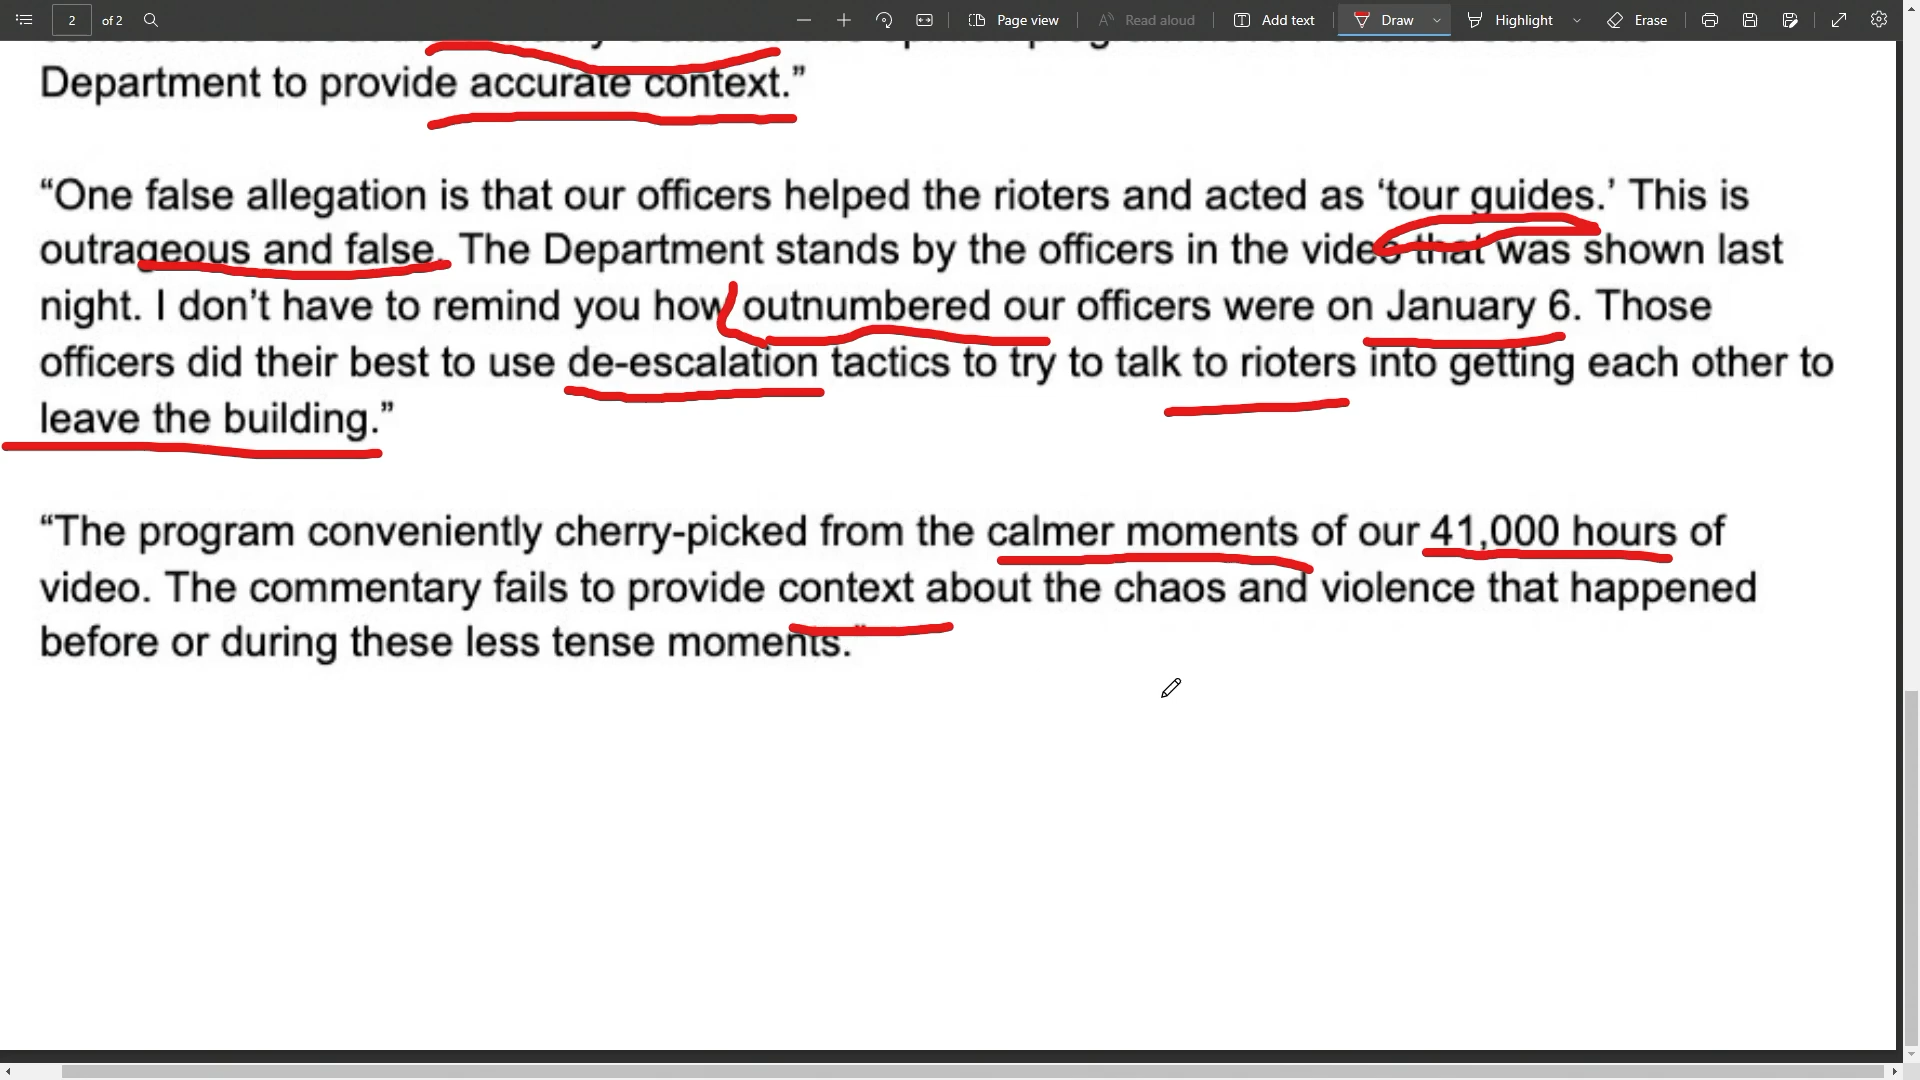 2 of 2 Page view Read aloud Add text Draw Highlight Erase
Department to provide accurate context.”
“One false allegation is that our officers helped the rioters and acted as ‘tour guides.’ This is
outrageous and false. The Department stands by the officers in the video that was shown last
night. I don’t have to remind you how outnumbered our officers were on January 6. Those
officers did their best to use de-escalation tactics to try to talk to rioters into getting each other to
leave the building.”
“The program conveniently cherry-picked from the calmer moments of our 41,000 hours of
video. The commentary fails to provide context about the chaos and violence that happened
before or during these less tense moments.”